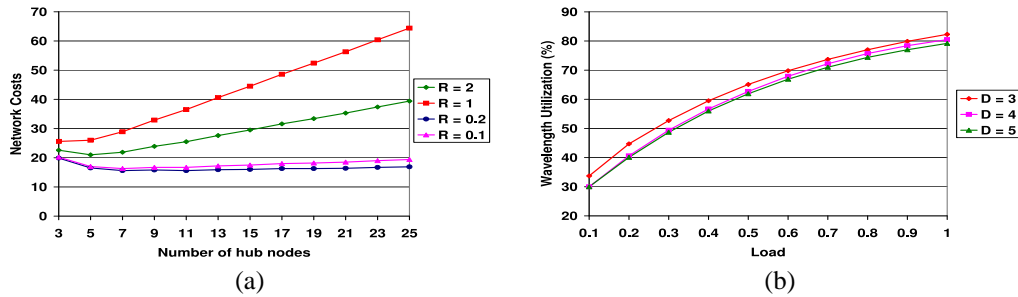 70
60
50
40
30
20
10
0
Network Costs
3 5 7 9 11 13 15 17 19 21 23 25
Number of hub nodes
R = 2
R = 1
R = 0.2
R = 0.1
(a)
90
80
70
60
50
40
30
20
Wavelength Utilization (%)
0.1 0.2 0.3 0.4 0.5 0.6 0.7 0.8 0.9 1
Load
D = 3
D = 4
D = 5
(b)